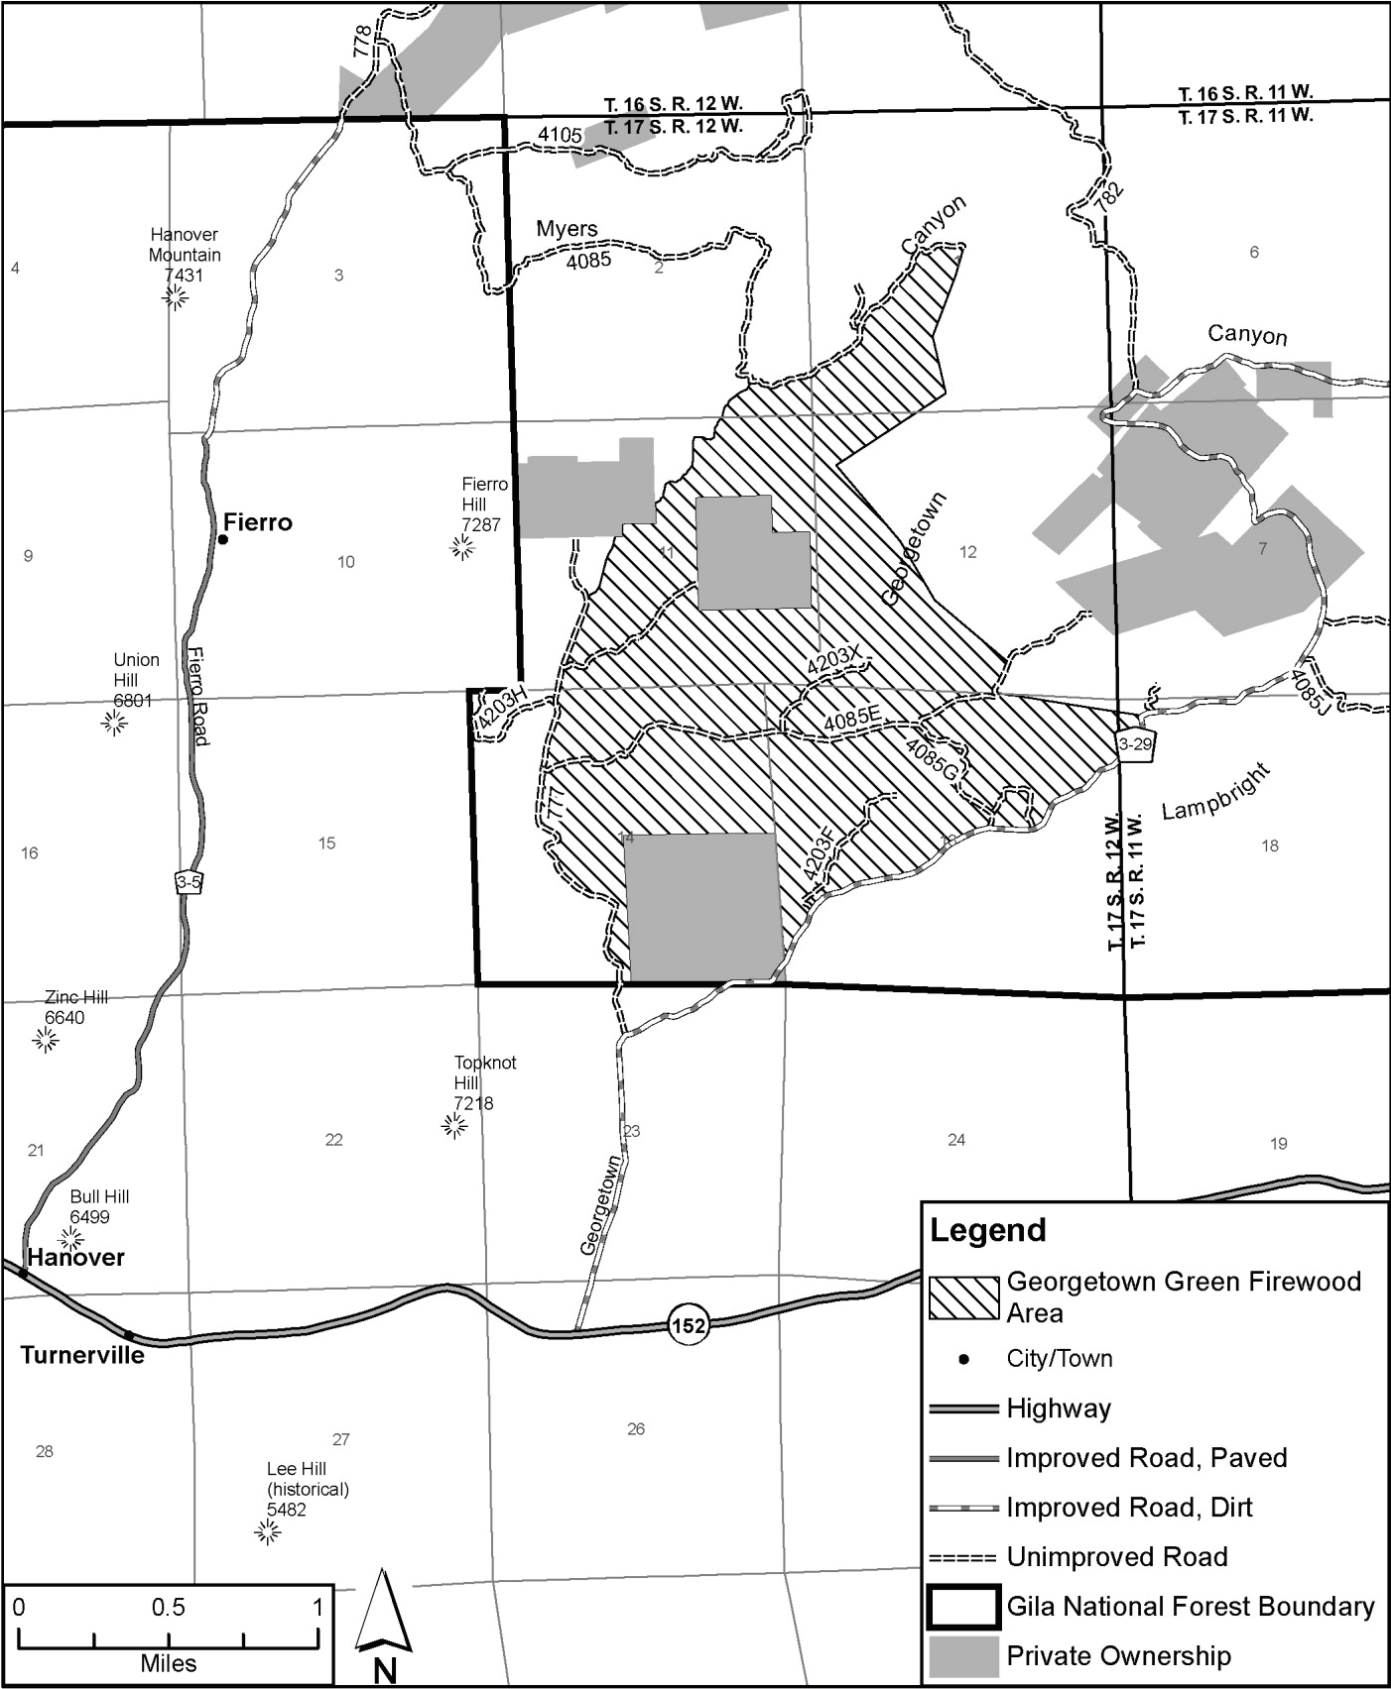 778
T. 16 S. R. 12 W.
T. 17 S. R. 12 W.
T. 16 S. R. 11 W.
T. 17 S. R. 11 W.
4105
782
Canyon
Myers
4085
Hanover
Mountain
7431
4
3
2
6
Canyon
Fierro
Hill
7287
Fierro
9
10
11
Georgetown
12
7
Union
Hill
6801
Fierro Road
4203H
4203X
4085E
4085G
4085J
3-29
Lampbright
777
14
4203F
13
16
15
18
T. 17 S. R. 12 W.
T. 17 S. R. 11 W.
3-5
Zinc Hill
6640
Topknot
Hill
7218
21
22
23
24
19
Georgetown
Bull Hill
6499
Hanover
Turnerville
152
28
27
26
Lee Hill
(historical)
5482
0 0.5 1
Miles
N
Legend
Georgetown Green Firewood
Area
City/Town
Highway
Improved Road, Paved
Improved Road, Dirt
Unimproved Road
Gila National Forest Boundary
Private Ownership